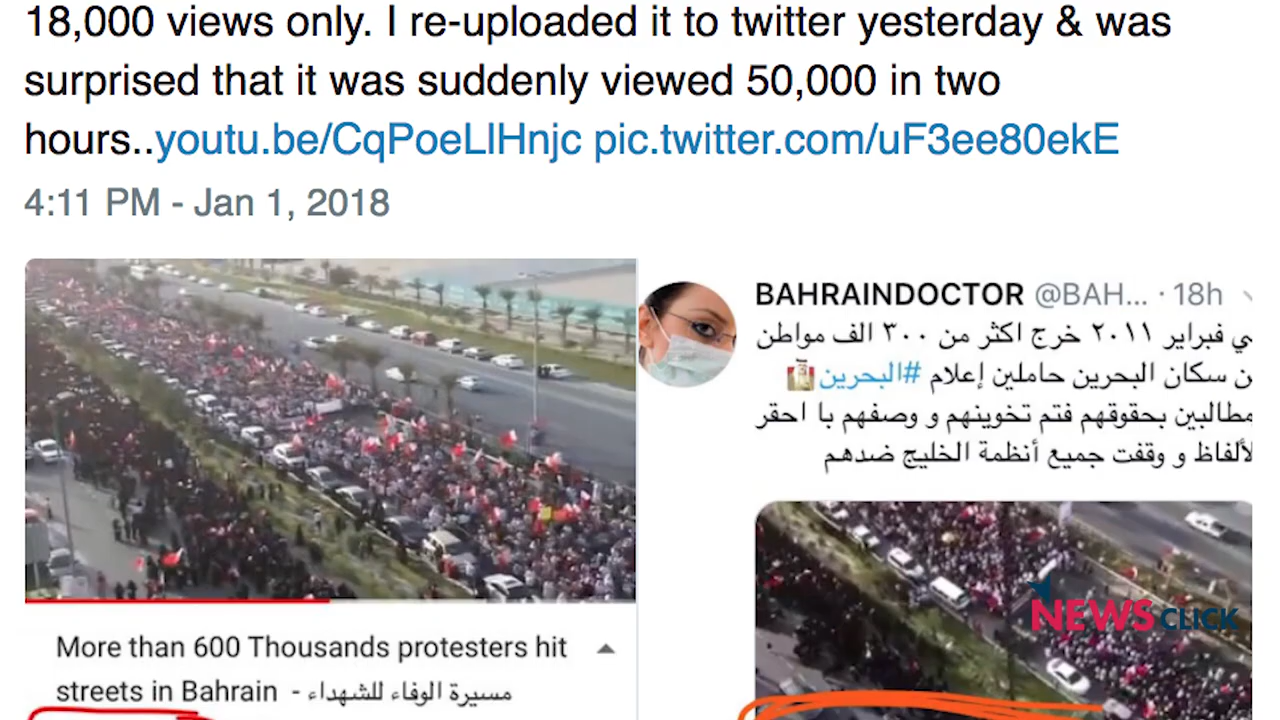 18,000 views only. I re-uploaded it to twitter yesterday & was
surprised that it was suddenly viewed 50,000 in two
hours..youtu.be/CqPoeLlHnjc pic.twitter.com/uF3ee80ekE
4:11 PM - Jan 1, 2018
More than 600 Thousands protesters hit
streets in Bahrain - مسيرة الوفاء للشهداء
BAHRAINDOCTOR @BAH... · 18h
في فبراير ٢٠١١ خرج اكثر من ٣٠٠ الف مواطن
من سكان البحرين حاملين إعلام #البحرين
مطالبين بحقوقهم فتم تخوينهم و وصفهم با احقر
لألفاظ و وقفت جميع أنظمة الخليج ضدهم
NEWSCLICK